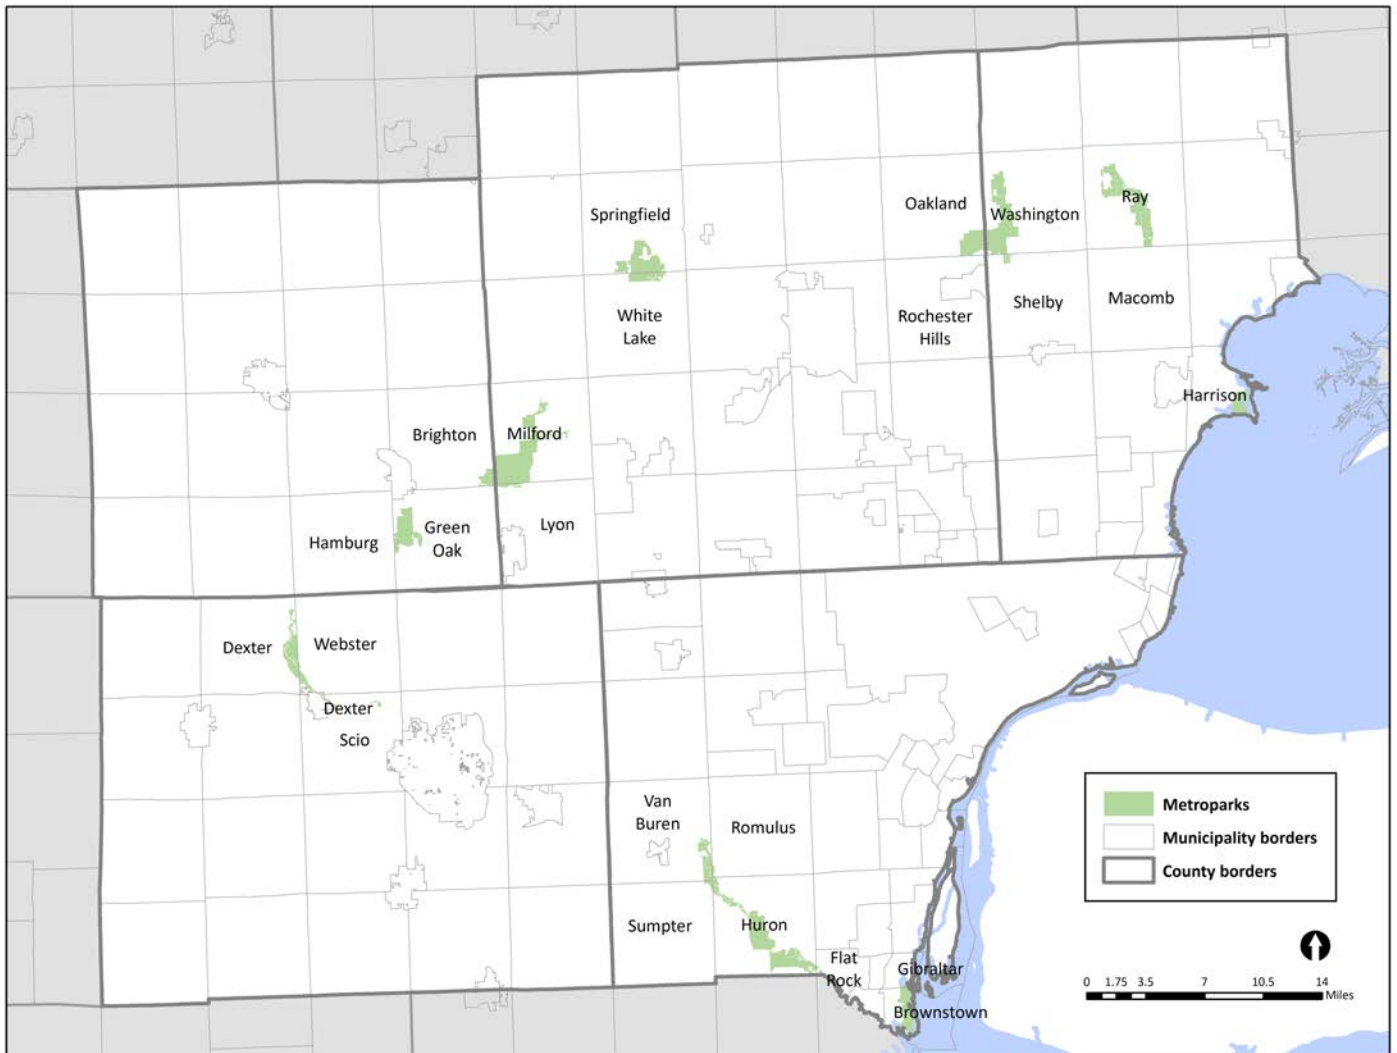 Springfield
Oakland
Washington
Ray
White
Lake
Rochester
Hills
Shelby
Macomb
Harrison
Brighton
Milford
Hamburg
Green
Oak
Lyon
Dexter
Webster
Dexter
Scio
Van
Buren
Romulus
Sumpter
Huron
Flat
Rock
Gibraltar
Brownstown
Metroparks
Municipality borders
County borders
0 1.75 3.5 7 10.5 14
Miles